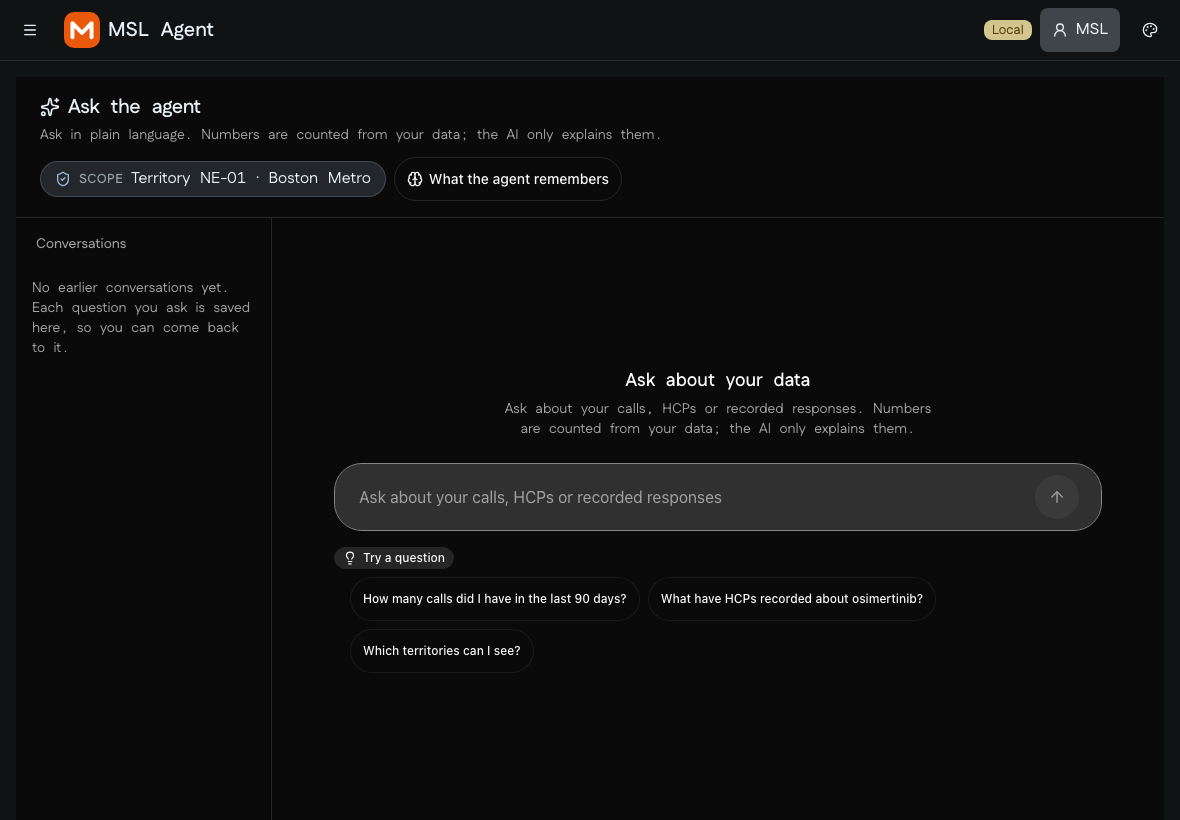 MSL Agent
Local
MSL
Ask the agent
Ask in plain language. Numbers are counted from your data; the AI only explains them.
SCOPE Territory NE-01 · Boston Metro
What the agent remembers
Conversations
No earlier conversations yet.
Each question you ask is saved
here, so you can come back
to it.
Ask about your data
Ask about your calls, HCPs or recorded responses. Numbers
are counted from your data; the AI only explains them.
Ask about your calls, HCPs or recorded responses
Try a question
How many calls did I have in the last 90 days?
What have HCPs recorded about osimertinib?
Which territories can I see?